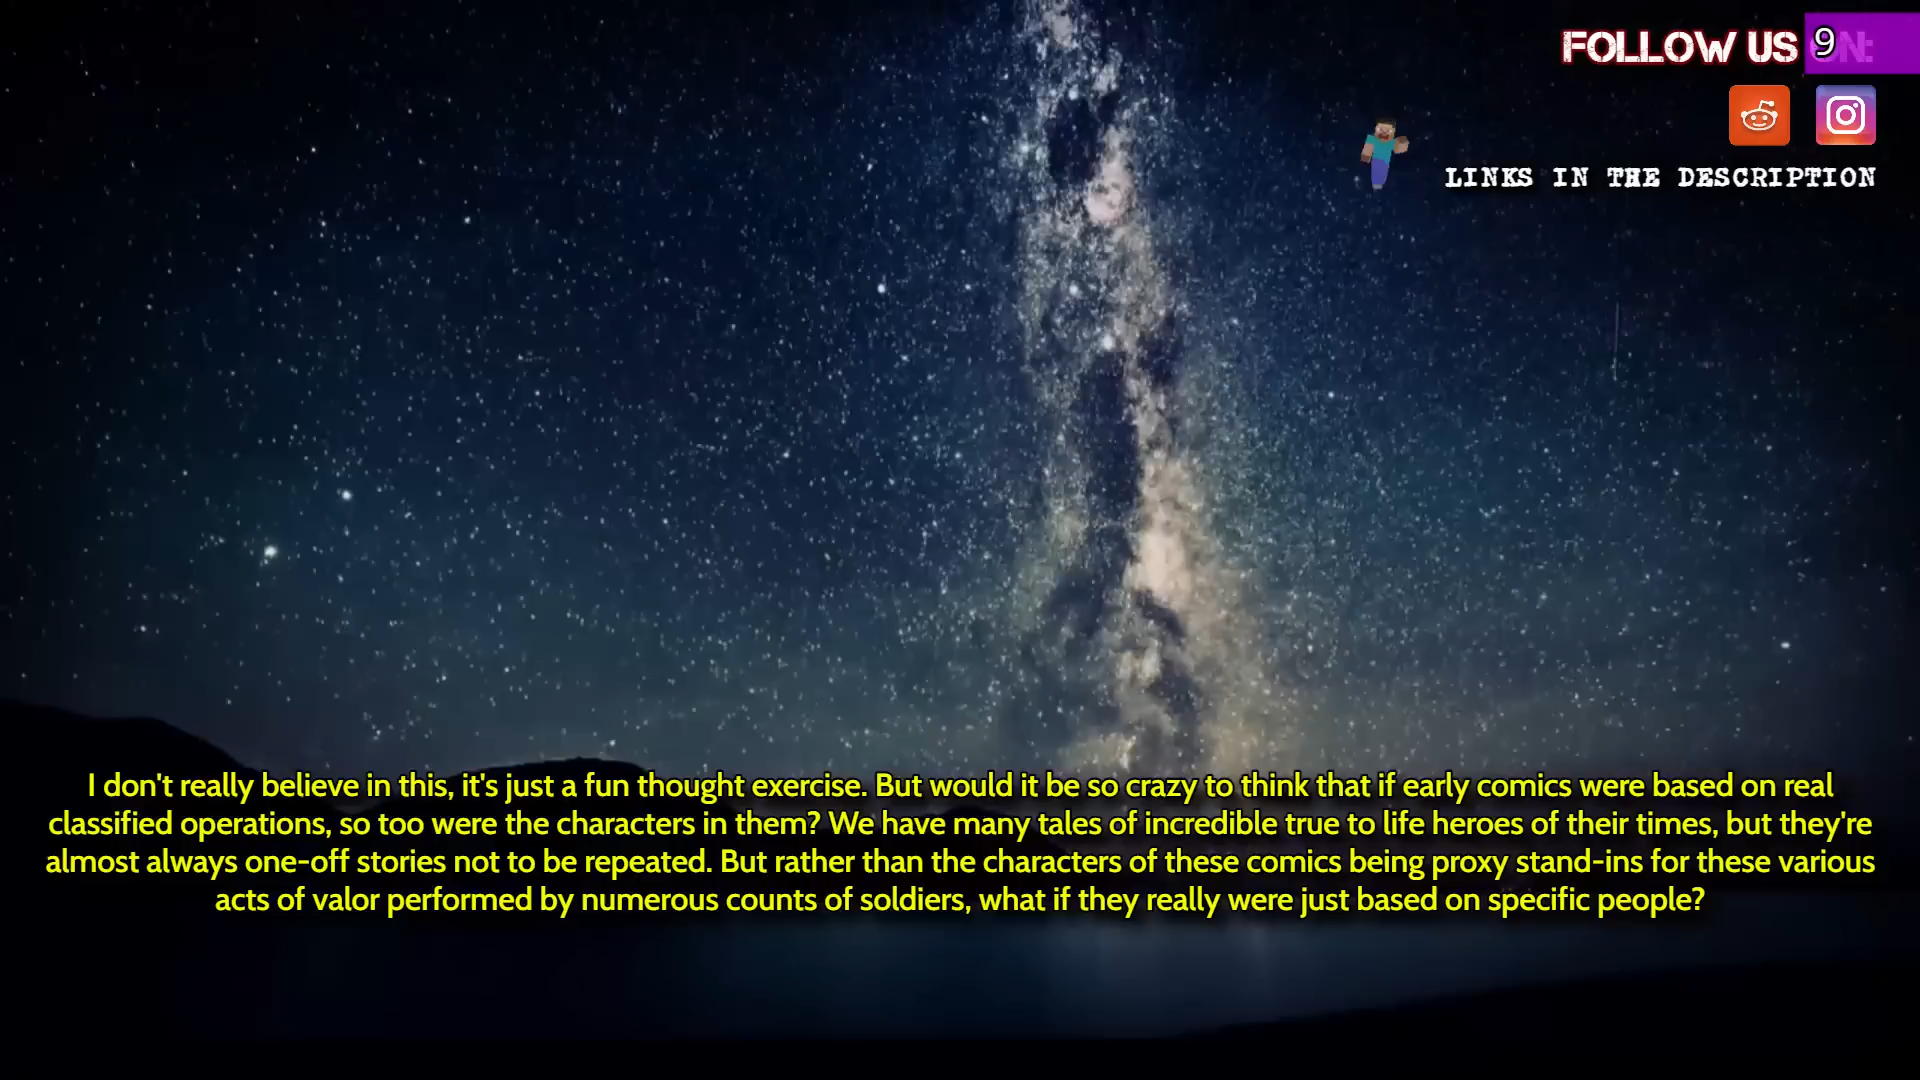 FOLLOW US ON:
9
LINKS IN THE DESCRIPTION
I don't really believe in this, it's just a fun thought exercise. But would it be so crazy to think that if early comics were based on real
classified operations, so too were the characters in them? We have many tales of incredible true to life heroes of their times, but they're
almost always one-off stories not to be repeated. But rather than the characters of these comics being proxy stand-ins for these various
acts of valor performed by numerous counts of soldiers, what if they really were just based on specific people?